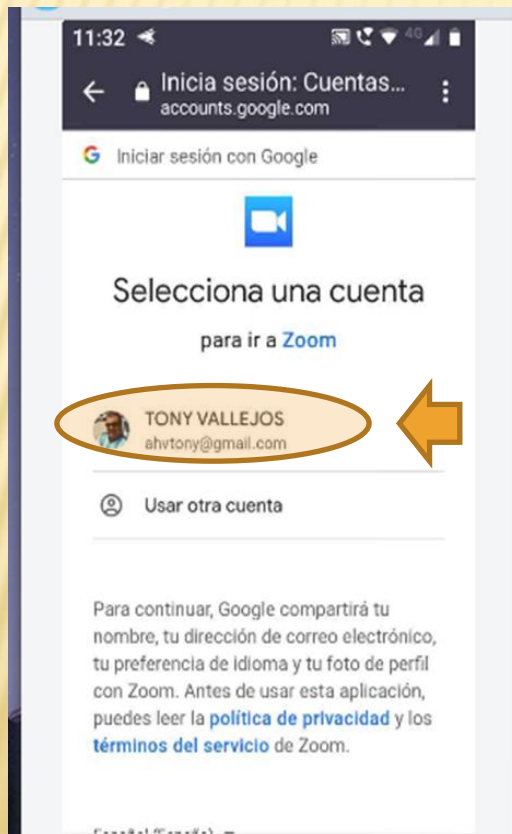 11:32
4G
Inicia sesión: Cuentas...
accounts.google.com
Iniciar sesión con Google
Selecciona una cuenta
para ir a Zoom
TONY VALLEJOS
ahvtony@gmail.com
Usar otra cuenta
Para continuar, Google compartirá tu
nombre, tu dirección de correo electrónico,
tu preferencia de idioma y tu foto de perfil
con Zoom. Antes de usar esta aplicación,
puedes leer la política de privacidad y los
términos del servicio de Zoom.